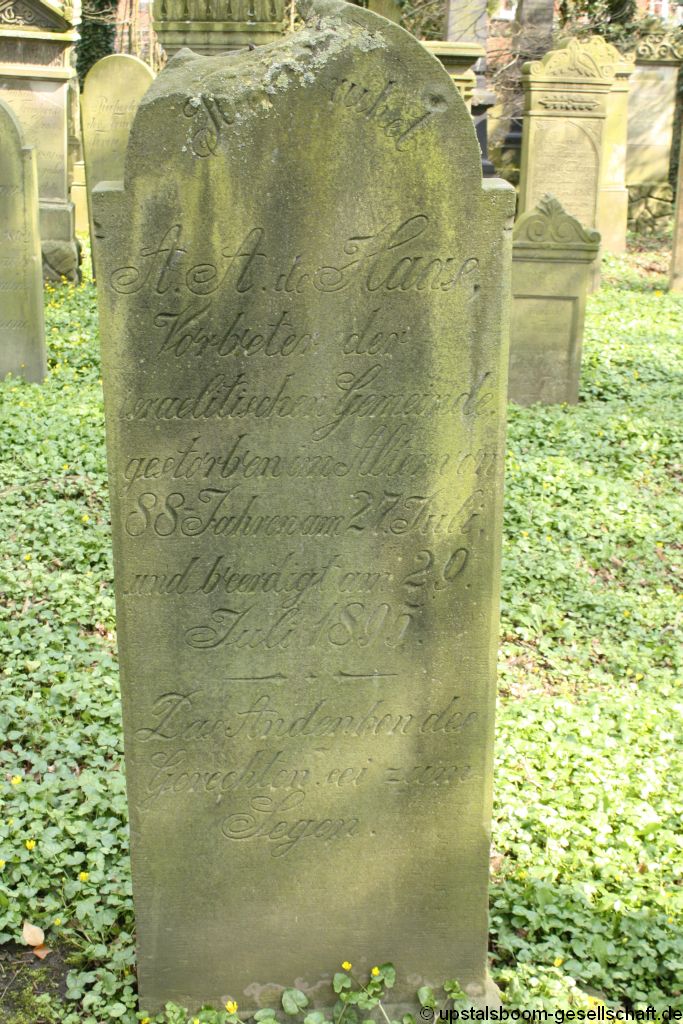 A. A. de Haas,
Vorbeter der
israelitischen Gemeinde.
gestorben im Alter von
88 Jahren am 27. Juli.
und beerdigt am 29.
Juli 1895.
Das Andenken des
Gerechten sei zum
Segen.
upstalsboom-gesellschaft.de